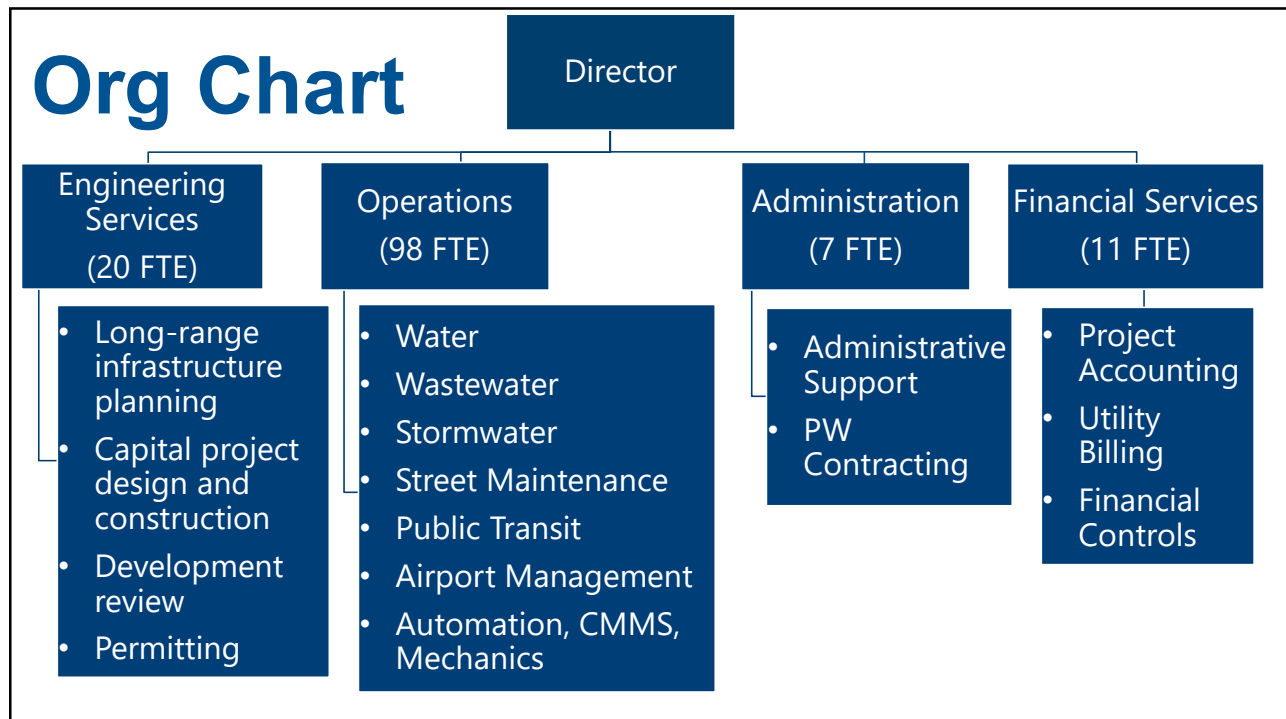 Org Chart
Director
Engineering
Services
(20 FTE)
• Long-range
infrastructure
planning
• Capital project
design and
construction
• Development
review
• Permitting
Operations
(98 FTE)
• Water
• Wastewater
• Stormwater
• Street Maintenance
• Public Transit
• Airport Management
• Automation, CMMS,
Mechanics
Administration
(7 FTE)
• Administrative
Support
• PW
Contracting
Financial Services
(11 FTE)
• Project
Accounting
• Utility
Billing
• Financial
Controls